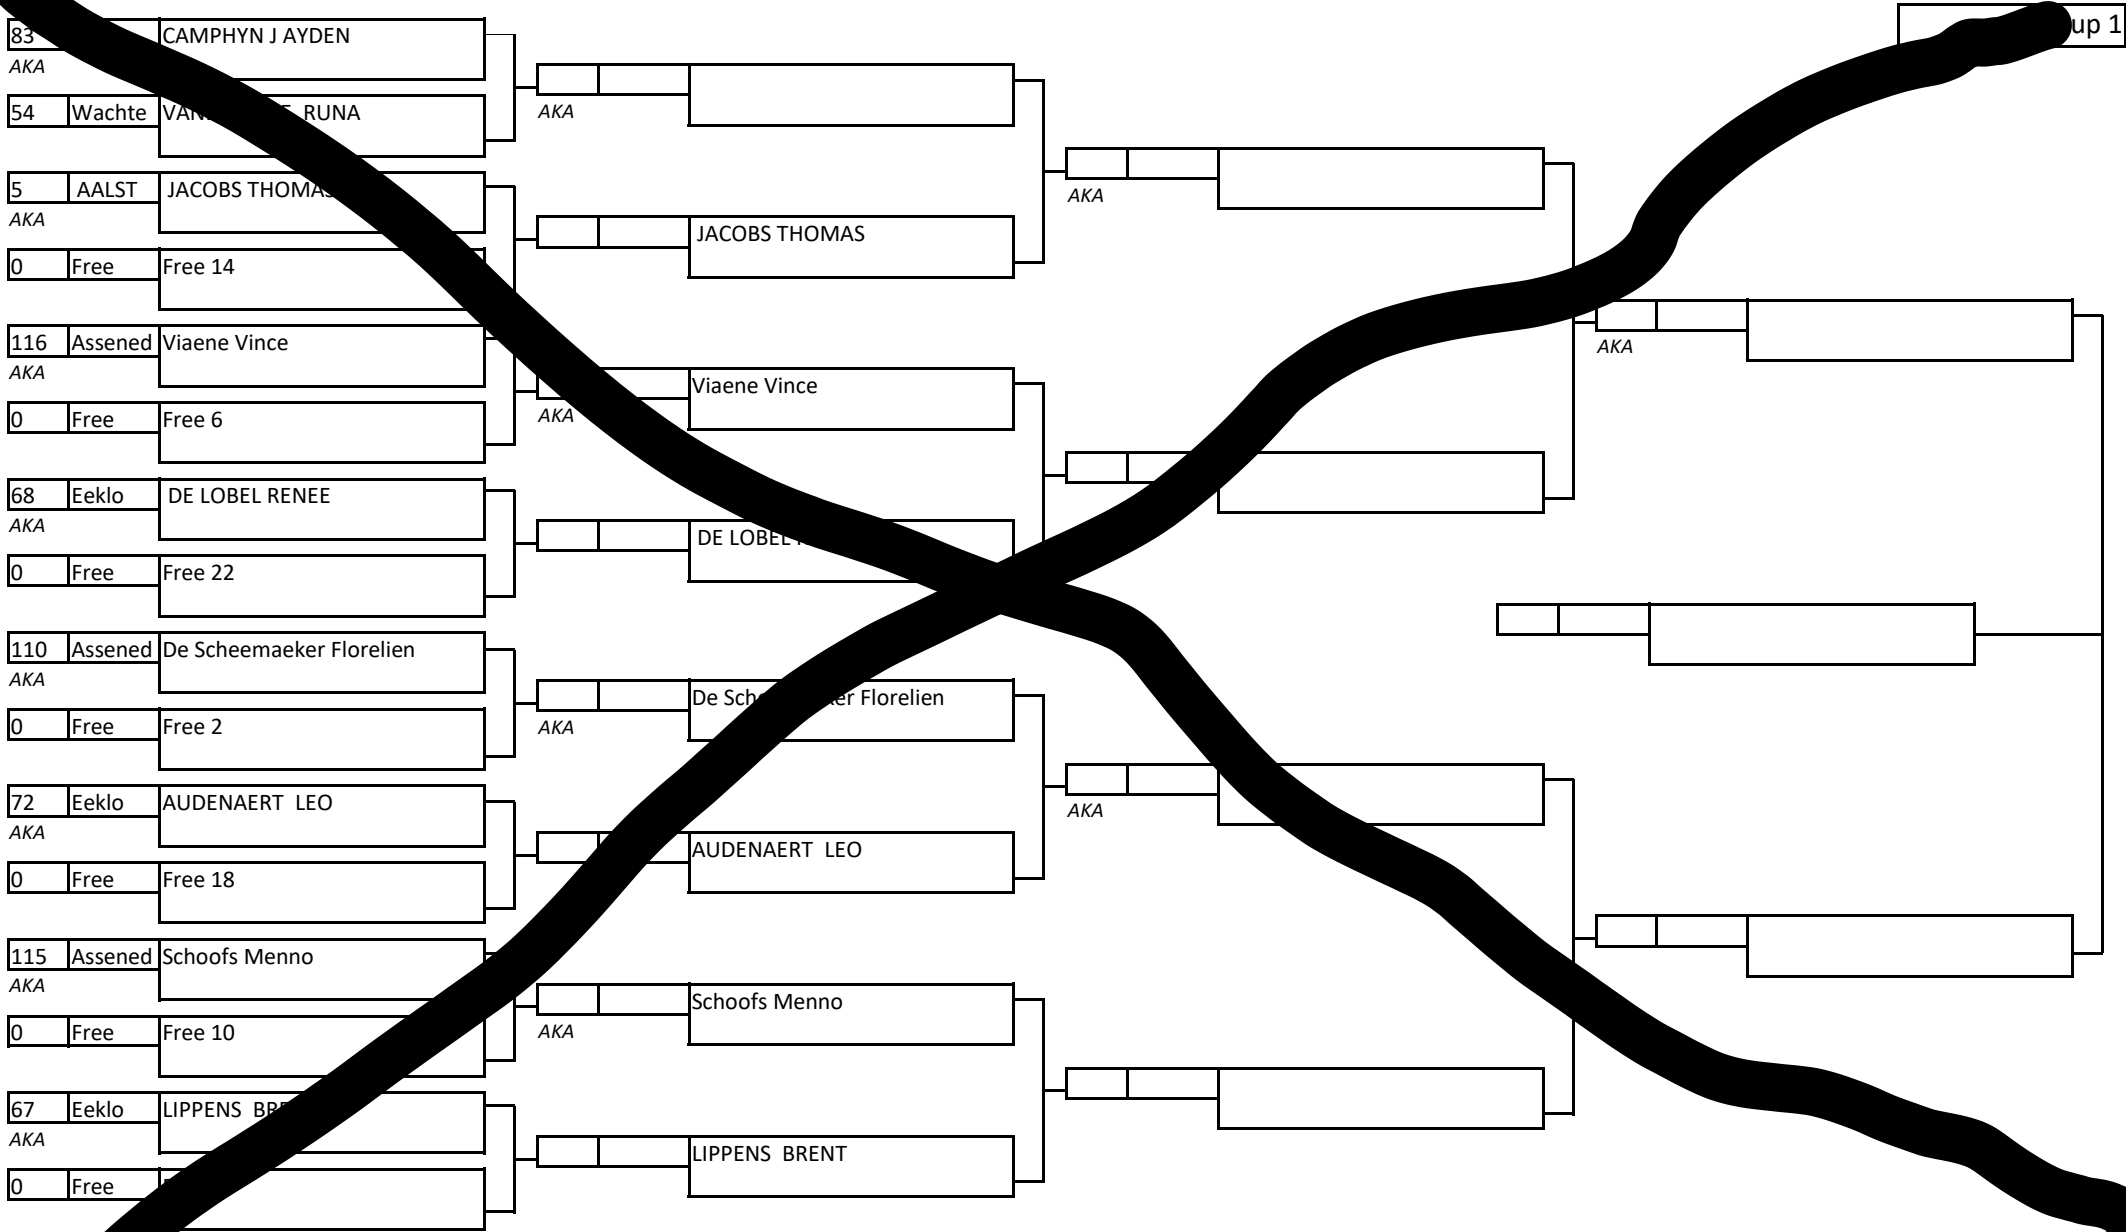 83 CAMPHYN J AYDEN
AKA
54 Wachte RUNA
5 AALST JACOBS THOMAS
AKA
0 Free Free 14
116 Assened Viaene Vince
AKA
0 Free Free 6
68 Eeklo DE LOBEL RENEE
AKA
0 Free Free 22
110 Assened De Scheemaeker Florelien
AKA
0 Free Free 2
72 Eeklo AUDENAERT LEO
AKA
0 Free Free 18
115 Assened Schoofs Menno
AKA
0 Free Free 10
67 Eeklo LIPPENS
AKA
0 Free
AKA
JACOBS THOMAS
Viaene Vince
AKA
DE LOBEL
De Florelien
AKA
AUDENAERT LEO
Schoofs Menno
AKA
LIPPENS BRENT
AKA
AKA
AKA
up 1